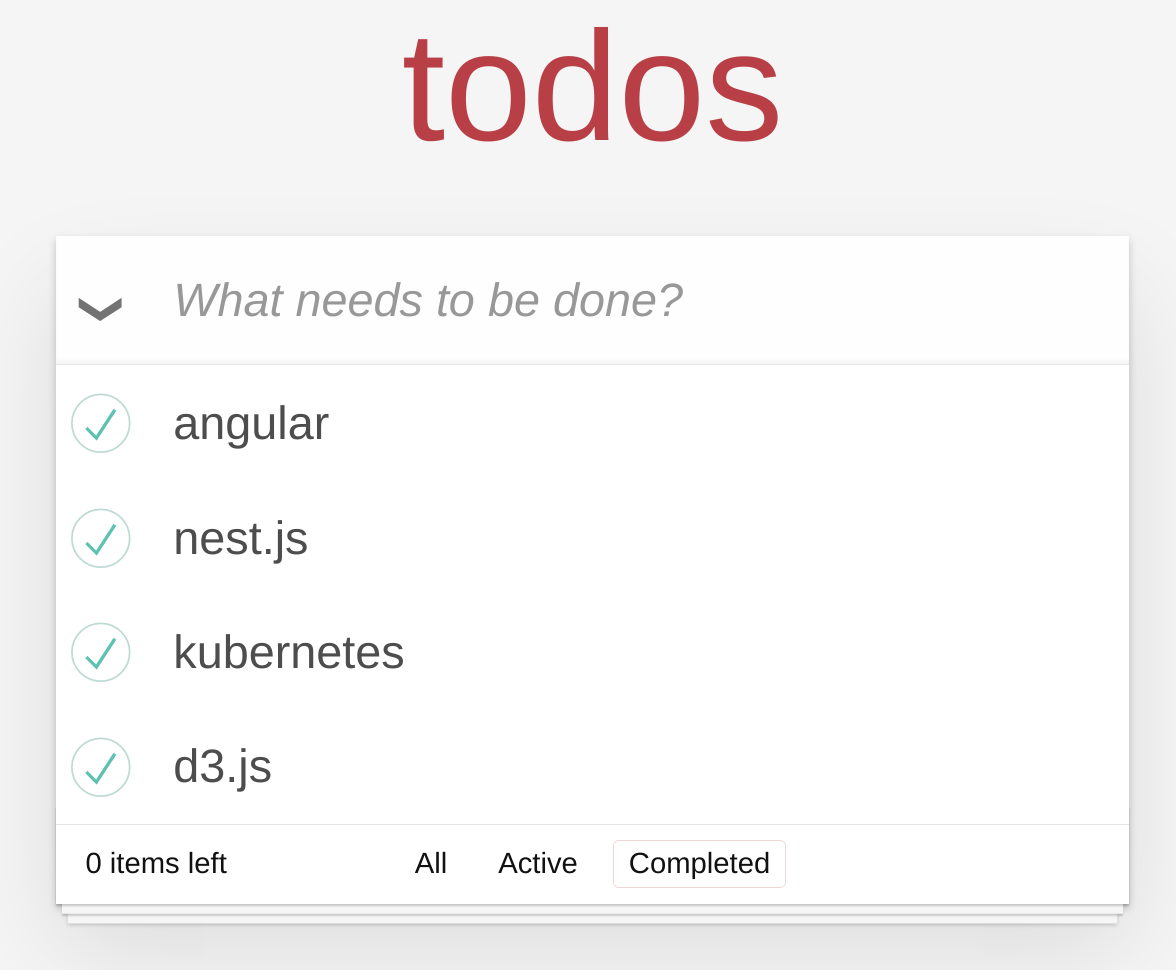 todos
What needs to be done?
angular
nest.js
kubernetes
d3.js
0 items left All Active Completed